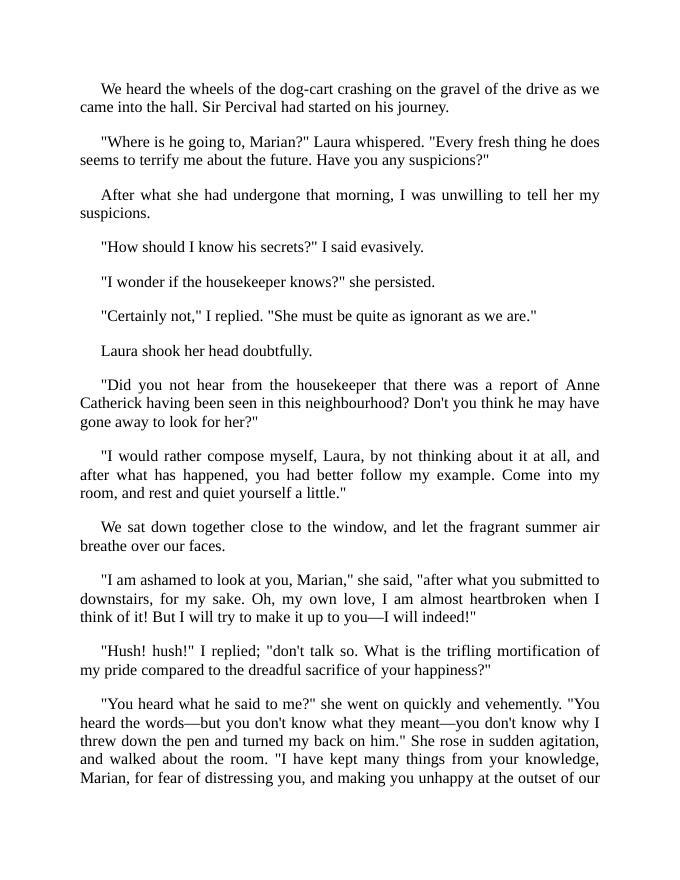 We heard the wheels of the dog-cart crashing on the gravel of the drive as we
came into the hall. Sir Percival had started on his journey.
"Where is he going to, Marian?" Laura whispered. "Every fresh thing he does
seems to terrify me about the future. Have you any suspicions?"
After what she had undergone that morning, I was unwilling to tell her my
suspicions.
"How should I know his secrets?" I said evasively.
"I wonder if the housekeeper knows?" she persisted.
"Certainly not," I replied. "She must be quite as ignorant as we are."
Laura shook her head doubtfully.
"Did you not hear from the housekeeper that there was a report of Anne
Catherick having been seen in this neighbourhood? Don't you think he may have
gone away to look for her?"
"I would rather compose myself, Laura, by not thinking about it at all, and
after what has happened, you had better follow my example. Come into my
room, and rest and quiet yourself a little."
We sat down together close to the window, and let the fragrant summer air
breathe over our faces.
"I am ashamed to look at you, Marian," she said, "after what you submitted to
downstairs, for my sake. Oh, my own love, I am almost heartbroken when I
think of it! But I will try to make it up to you—I will indeed!"
"Hush! hush!" I replied; "don't talk so. What is the trifling mortification of
my pride compared to the dreadful sacrifice of your happiness?"
"You heard what he said to me?" she went on quickly and vehemently. "You
heard the words—but you don't know what they meant—you don't know why I
threw down the pen and turned my back on him." She rose in sudden agitation,
and walked about the room. "I have kept many things from your knowledge,
Marian, for fear of distressing you, and making you unhappy at the outset of our